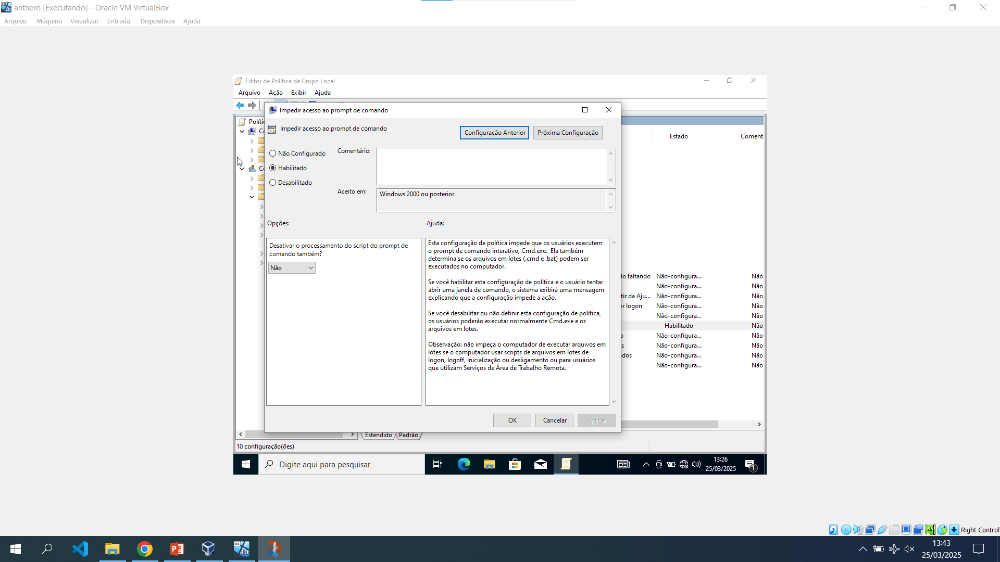 anthero [Executando] - Oracle VM VirtualBox
Arquivo Máquina Visualizar Entrada Dispositivos Ajuda
Editor de Política de Grupo Local
Arquivo Ação Exibir Ajuda
Impedir acesso ao prompt de comando
Impedir acesso ao prompt de comando
Configuração Anterior
Próxima Configuração
Não Configurado
Habilitado
Desabilitado
Comentário:
Aceito em:
Windows 2000 ou posterior
Opções:
Ajuda:
Desativar o processamento do script do prompt de
comando também?
Não
Esta configuração de política impede que os usuários executem
o prompt de comando interativo, Cmd.exe. Ela também
determina se os arquivos em lotes (.cmd e .bat) podem ser
executados no computador.
Se você habilitar esta configuração de política e o usuário tentar
abrir uma janela de comando, o sistema exibirá uma mensagem
explicando que a configuração impede a ação.
Se você desabilitar ou não definir esta configuração de política,
os usuários poderão executar normalmente Cmd.exe e os
arquivos em lotes.
Observação: não impeça o computador de executar arquivos em
lotes se o computador usar scripts de arquivos em lotes de
logon, logoff, inicialização ou desligamento ou para usuários
que utilizam Serviços de Área de Trabalho Remota.
OK Cancelar Aplicar
Estado Coment
faltando Não-configura... Não
Não-configura... Não
tir da Aju... Não-configura... Não
er logon Não-configura... Não
Não-configura... Não
Habilitado Não
Não-configura... Não
Não-configura... Não
dos Não-configura... Não
Não-configura... Não
Estendido Padrão
10 configuração(ões)
Digite aqui para pesquisar
13:26
25/03/2025
1
Right Control
13:43
25/03/2025